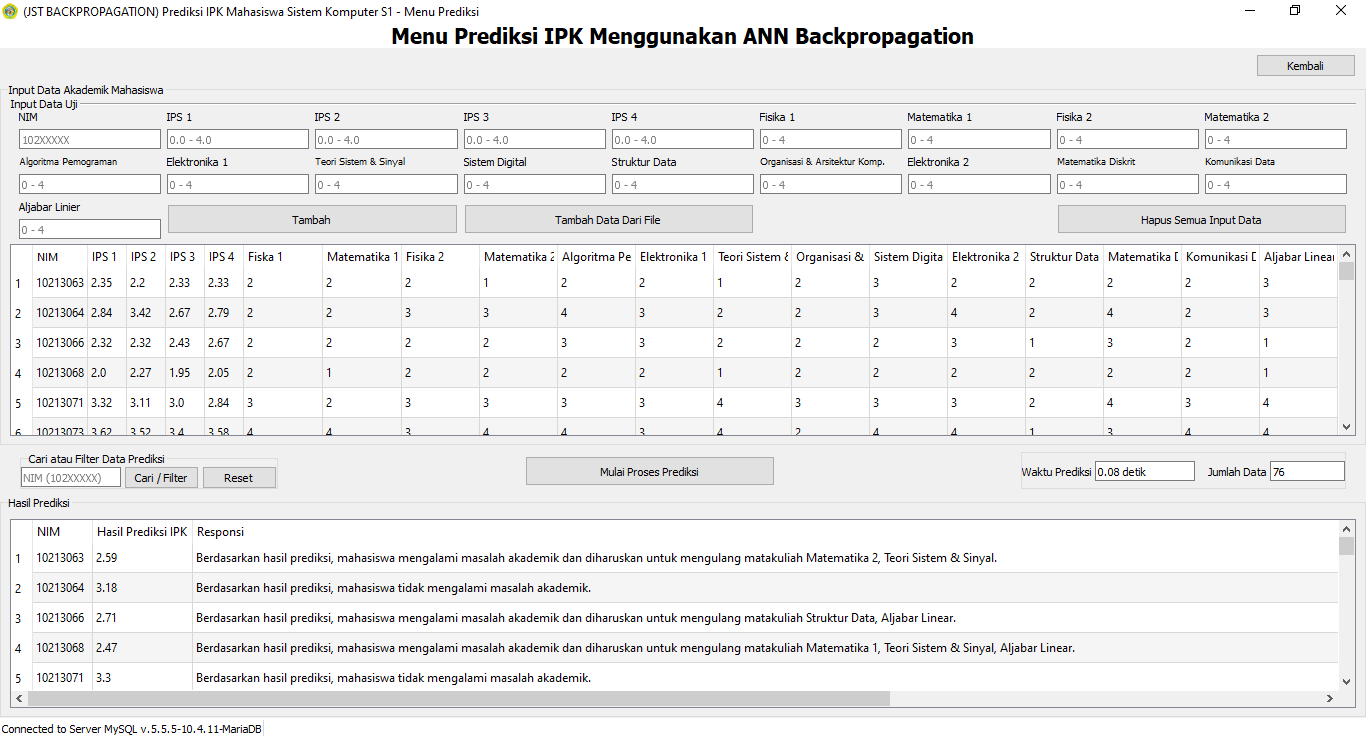 (JST BACKPROPAGATION) Prediksi IPK Mahasiswa Sistem Komputer S1 - Menu Prediksi
Menu Prediksi IPK Menggunakan ANN Backpropagation
Kembali
Input Data Akademik Mahasiswa
Input Data Uji
NIM IPS 1 IPS 2 IPS 3 IPS 4 Fisika 1 Matematika 1 Fisika 2 Matematika 2
102XXXXX 0.0 - 4.0 0.0 - 4.0 0.0 - 4.0 0.0 - 4.0 0 - 4 0 - 4 0 - 4 0 - 4
Algoritma Pemograman Elektronika 1 Teori Sistem & Sinyal Sistem Digital Struktur Data Organisasi & Arsitektur Komp. Elektronika 2 Matematika Diskrit Komunikasi Data
0 - 4 0 - 4 0 - 4 0 - 4 0 - 4 0 - 4 0 - 4 0 - 4 0 - 4
Aljabar Linier
0 - 4 Tambah Tambah Data Dari File Hapus Semua Input Data
NIM IPS 1 IPS 2 IPS 3 IPS 4 Fiska 1 Matematika 1 Fisika 2 Matematika 2 Algoritma Pe Elektronika 1 Teori Sistem & Organisasi & Sistem Digita Elektronika 2 Struktur Data Matematika D Komunikasi D Aljabar Linear
1 10213063 2.35 2.2 2.33 2.33 2 2 2 1 2 2 1 2 3 2 2 2 2 3
2 10213064 2.84 3.42 2.67 2.79 2 2 3 3 4 3 2 2 3 4 2 4 2 3
3 10213066 2.32 2.32 2.43 2.67 2 2 2 2 3 3 2 2 2 3 1 3 2 1
4 10213068 2.0 2.27 1.95 2.05 2 1 2 2 2 2 1 2 2 2 2 2 2 1
5 10213071 3.32 3.11 3.0 2.84 3 2 3 3 3 3 4 3 3 3 2 4 3 4
6 10213073 3.62 3.52 3.4 3.58 4 4 3 4 4 3 4 2 4 4 1 3 4 4
Cari atau Filter Data Prediksi
NIM (102XXXXX) Cari / Filter Reset Mulai Proses Prediksi Waktu Prediksi 0.08 detik Jumlah Data 76
Hasil Prediksi
NIM Hasil Prediksi IPK Responsi
1 10213063 2.59 Berdasarkan hasil prediksi, mahasiswa mengalami masalah akademik dan diharuskan untuk mengulang matakuliah Matematika 2, Teori Sistem & Sinyal.
2 10213064 3.18 Berdasarkan hasil prediksi, mahasiswa tidak mengalami masalah akademik.
3 10213066 2.71 Berdasarkan hasil prediksi, mahasiswa mengalami masalah akademik dan diharuskan untuk mengulang matakuliah Struktur Data, Aljabar Linear.
4 10213068 2.47 Berdasarkan hasil prediksi, mahasiswa mengalami masalah akademik dan diharuskan untuk mengulang matakuliah Matematika 1, Teori Sistem & Sinyal, Aljabar Linear.
5 10213071 3.3 Berdasarkan hasil prediksi, mahasiswa tidak mengalami masalah akademik.
Connected to Server MySQL v.5.5.5-10.4.11-MariaDB